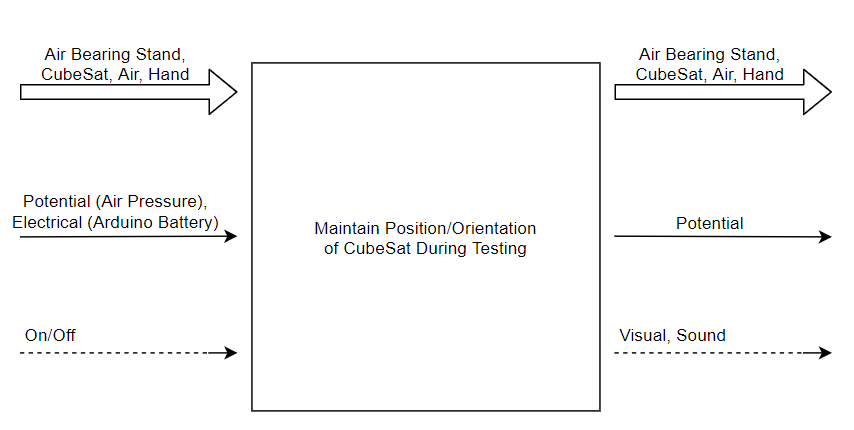 Air Bearing Stand,
CubeSat, Air, Hand
Air Bearing Stand,
CubeSat, Air, Hand
Potential (Air Pressure),
Electrical (Arduino Battery)
Maintain Position/Orientation
of CubeSat During Testing
Potential
On/Off
Visual, Sound